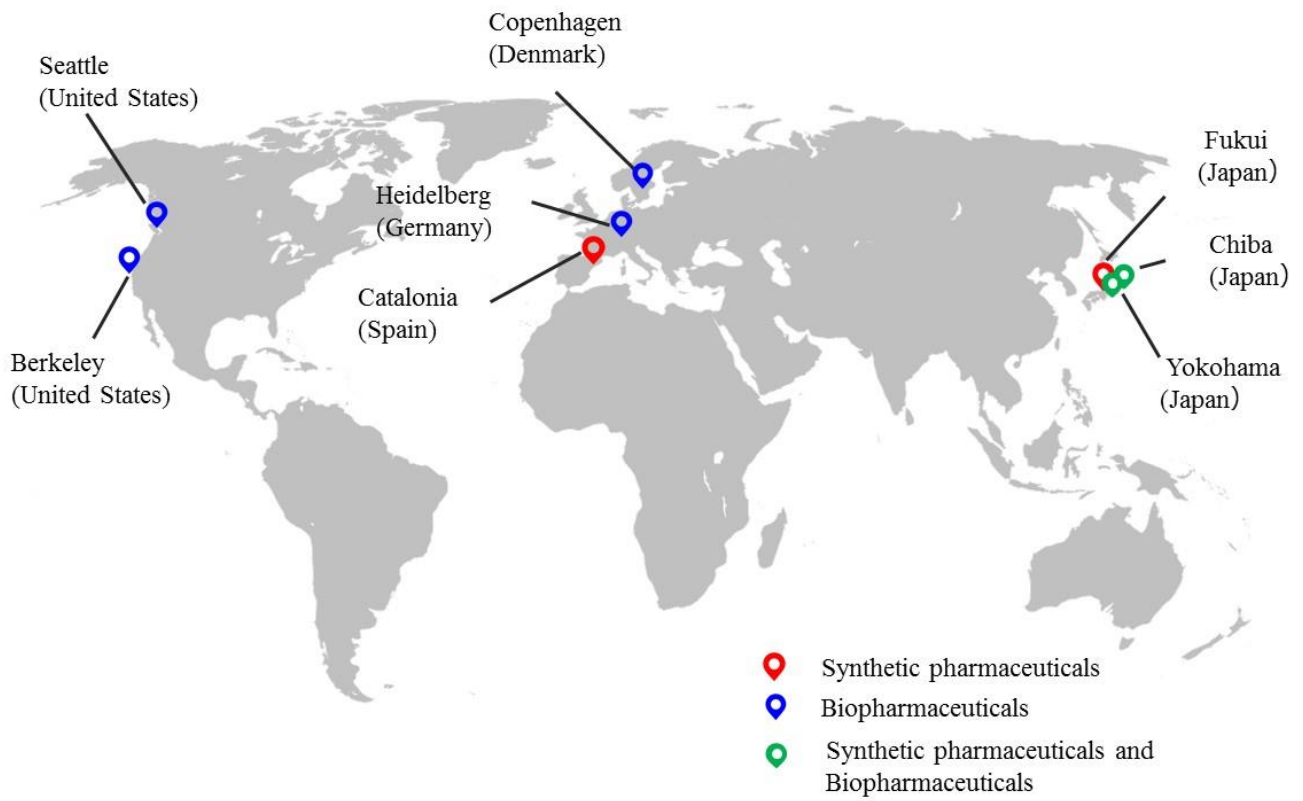 Copenhagen
(Denmark)
Seattle
(United States)
Fukui
(Japan）
Heidelberg
(Germany)
Chiba
(Japan）
Catalonia
(Spain)
Berkeley
(United States)
Yokohama
(Japan）
Synthetic pharmaceuticals
Biopharmaceuticals
Synthetic pharmaceuticals and
Biopharmaceuticals